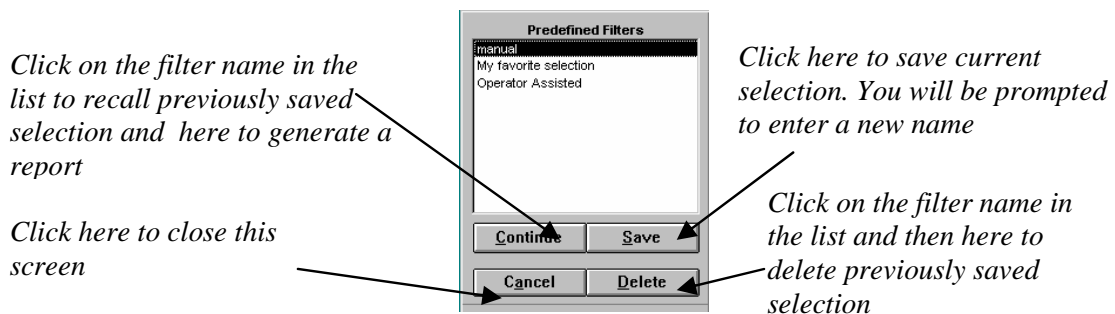 Click on the filter name in the
list to recall previously saved
selection and here to generate a
report
Click here to close this
screen
Predefined Filters
manual
My favorite selection
Operator Assisted
Continue
Save
Cancel
Delete
Click here to save current
selection. You will be prompted
to enter a new name
Click on the filter name in
the list and then here to
delete previously saved
selection